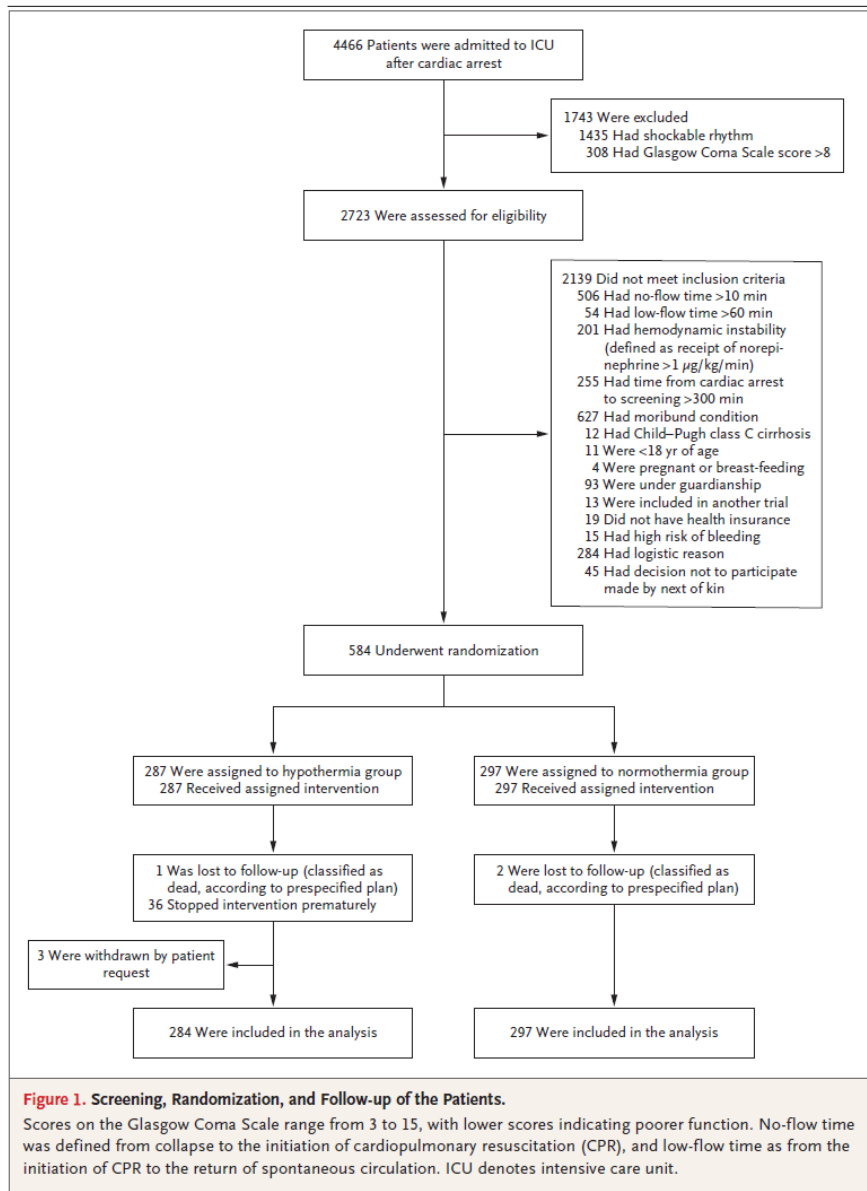 4466 Patients were admitted to ICU
after cardiac arrest
1743 Were excluded
1435 Had shockable rhythm
308 Had Glasgow Coma Scale score >8
2723 Were assessed for eligibility
2139 Did not meet inclusion criteria
506 Had no-flow time >10 min
54 Had low-flow time >60 min
201 Had hemodynamic instability
(defined as receipt of norepi-
nephrine >1 µg/kg/min)
255 Had time from cardiac arrest
to screening >300 min
627 Had moribund condition
12 Had Child–Pugh class C cirrhosis
11 Were <18 yr of age
4 Were pregnant or breast-feeding
93 Were under guardianship
13 Were included in another trial
19 Did not have health insurance
15 Had high risk of bleeding
284 Had logistic reason
45 Had decision not to participate
made by next of kin
584 Underwent randomization
287 Were assigned to hypothermia group
287 Received assigned intervention
297 Were assigned to normothermia group
297 Received assigned intervention
1 Was lost to follow-up (classified as
dead, according to prespecified plan)
36 Stopped intervention prematurely
2 Were lost to follow-up (classified as
dead, according to prespecified plan)
3 Were withdrawn by patient
request
284 Were included in the analysis
297 Were included in the analysis
Figure 1. Screening, Randomization, and Follow-up of the Patients.
Scores on the Glasgow Coma Scale range from 3 to 15, with lower scores indicating poorer function. No-flow time
was defined from collapse to the initiation of cardiopulmonary resuscitation (CPR), and low-flow time as from the
initiation of CPR to the return of spontaneous circulation. ICU denotes intensive care unit.